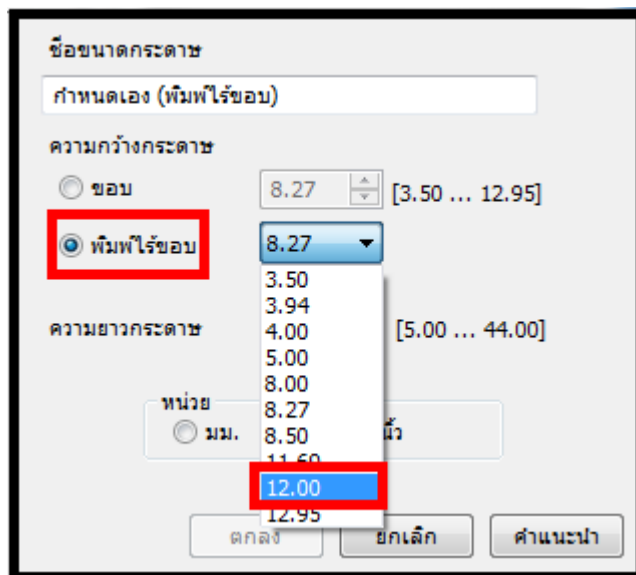 ชื่อขนาดกระดาษ
กำหนดเอง (พิมพ์ไร้ขอบ)
ความกว้างกระดาษ
ขอบ 8.27 [3.50 ... 12.95]
พิมพ์ไร้ขอบ 8.27
3.50
3.94
ความยาวกระดาษ 4.00 [5.00 ... 44.00]
5.00
8.00
หน่วย 8.27
มม. 8.50 นิ้ว
11.69
12.00
12.95
ตกลง ยกเลิก คำแนะนำ